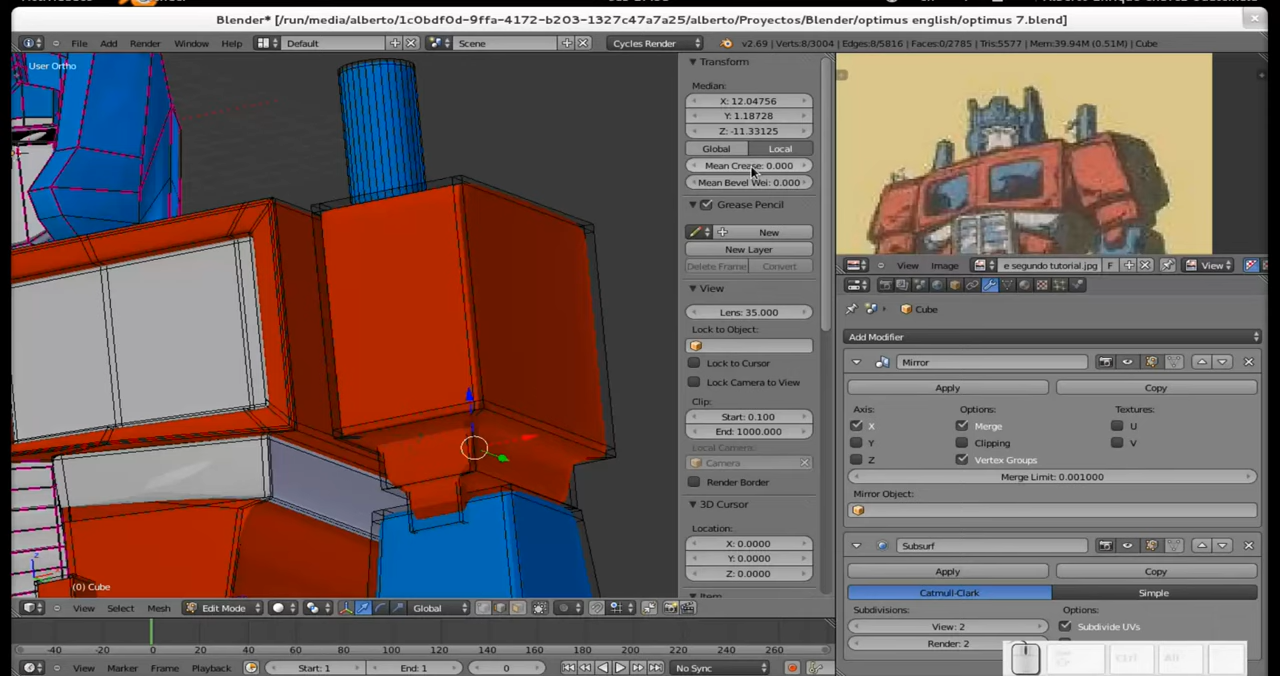 Blender* [/run/media/alberto/1c0bdf0d-9ffa-4172-b203-1327c47a7a25/alberto/Proyectos/Blender/optimus english/optimus 7.blend]
File Add Render Window Help Default Scene Cycles Render v2.69 | Verts:8/3004 | Edges:8/5816 | Faces:0/2785 | Tris:5577 | Mem:39.94M (0.51M) | Cube
User Ortho
Transform
Median:
X: 12.04756
Y: 1.18728
Z: -11.33125
Global Local
Mean Crease: 0.000
Mean Bevel Wei: 0.000
Grease Pencil
New
New Layer
Delete Frame Convert
View
Lens: 35.000
Lock to Object:
Lock to Cursor
Lock Camera to View
Clip:
Start: 0.100
End: 1000.000
Local Camera:
Camera
Render Border
3D Cursor
Location:
X: 0.0000
Y: 0.0000
Z: 0.0000
Item
z
(0) Cube
View Select Mesh Edit Mode Global
-40 -20 0 20 40 60 80 100 120 140 160 180 200 220 240 260
View Marker Frame Playback Start: 1 End: 1 0 No Sync
View Image e segundo tutorial.jpg F View
Cube
Add Modifier
Mirror
Apply Copy
Axis: Options: Textures:
X Merge U
Y Clipping V
Z Vertex Groups
Merge Limit: 0.001000
Mirror Object:
Subsurf
Apply Copy
Catmull-Clark Simple
Subdivisions: Options:
View: 2 Subdivide UVs
Render: 2
Ctrl Alt